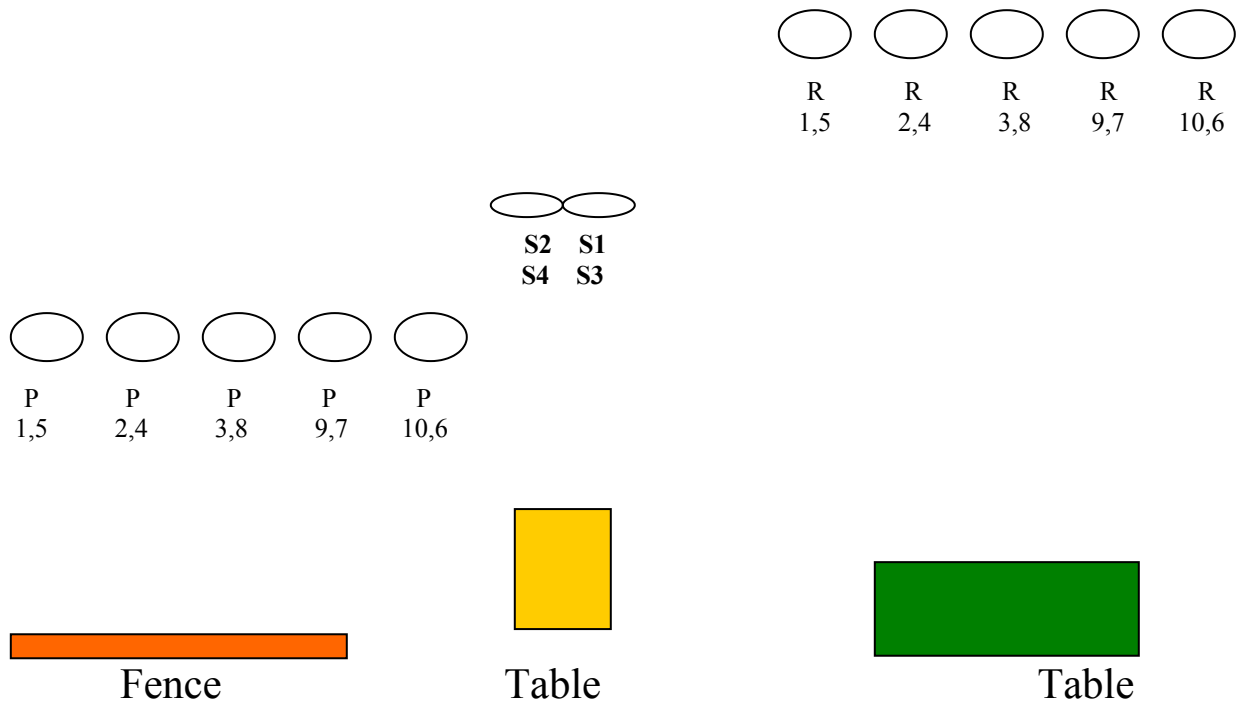 R R R R R
1,5 2,4 3,8 9,7 10,6
S2 S1
S4 S3
P P P P P
1,5 2,4 3,8 9,7 10,6
Fence Table Table